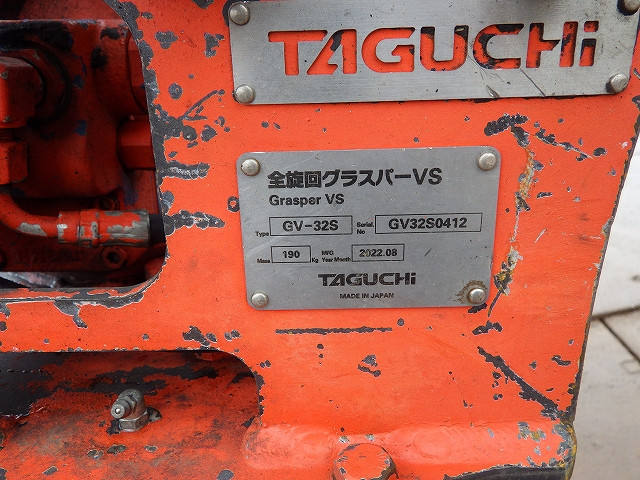 TAGUCHi
全旋回グラスパーVS
Grasper VS
Type GV-32S Serial. No GV32S0412
Mass 190 Kg MFG Year Month 2022.08
TAGUCHi
MADE IN JAPAN